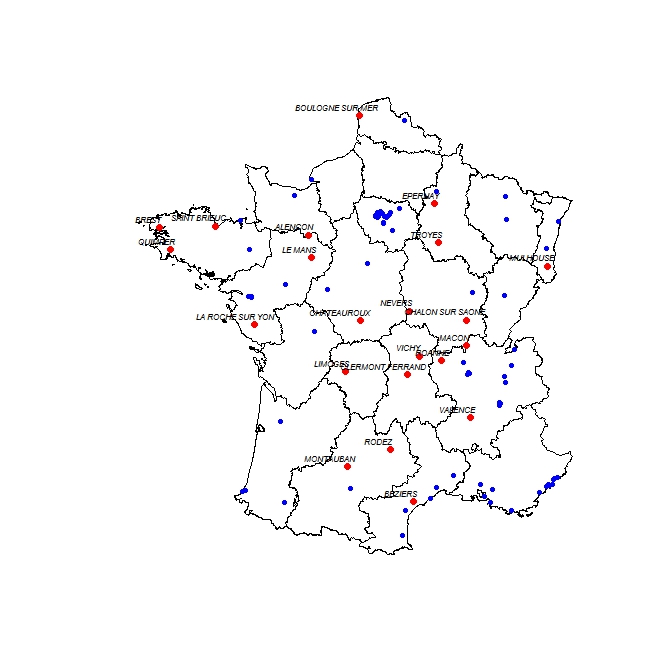 BOULOGNE SUR MER
EPERNAY
BREST
SAINT BRIEUC
ALENCON
QUIMPER
TROYES
LE MANS
MULHOUSE
NEVERS
LA ROCHE SUR YON
CHATEAUROUX
CHALON SUR SAONE
MACON
VICHY
ROANNE
LIMOGES
CLERMONT FERRAND
VALENCE
RODEZ
MONTAUBAN
BEZIERS